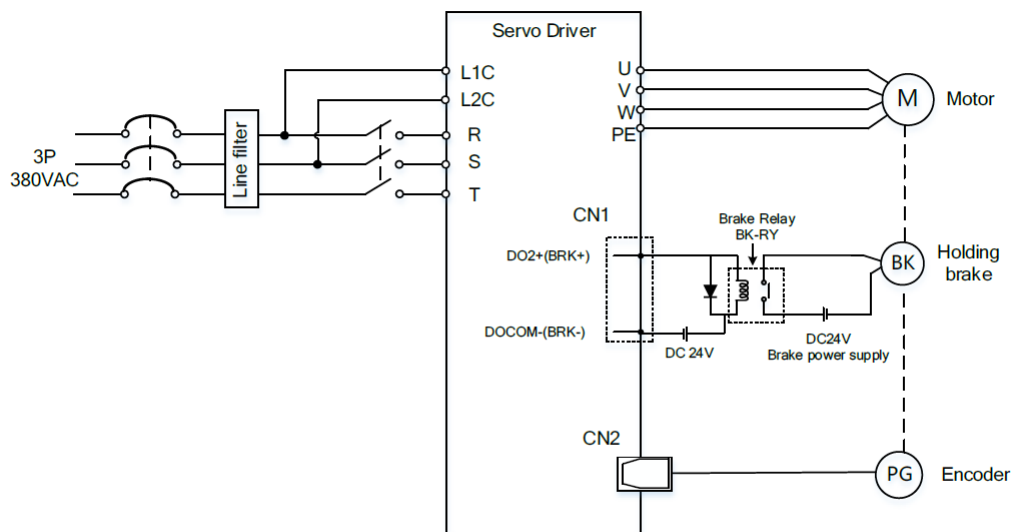 Servo Driver
L1C
L2C
R
S
T
3P
380VAC
Line filter
U
V
W
PE
M
Motor
CN1
Brake Relay
BK-RY
DO2+(BRK+)
DOCOM-(BRK-)
DC 24V
BK
Holding
brake
DC24V
Brake power supply
CN2
PG
Encoder